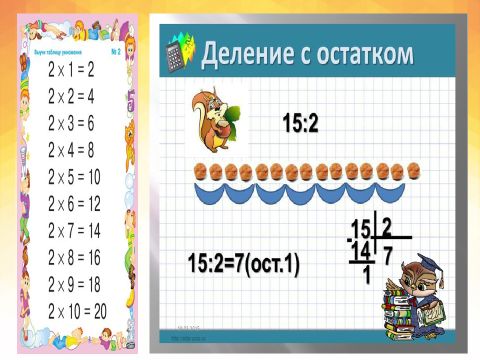 Выучи таблицу умножения № 2
2 x 1 = 2
2 x 2 = 4
2 x 3 = 6
2 x 4 = 8
2 x 5 = 10
2 x 6 = 12
2 x 7 = 14
2 x 8 = 16
2 x 9 = 18
2 x 10 = 20
Деление с остатком
15:2
15:2=7(ост.1)
15 2
- 14 7
1